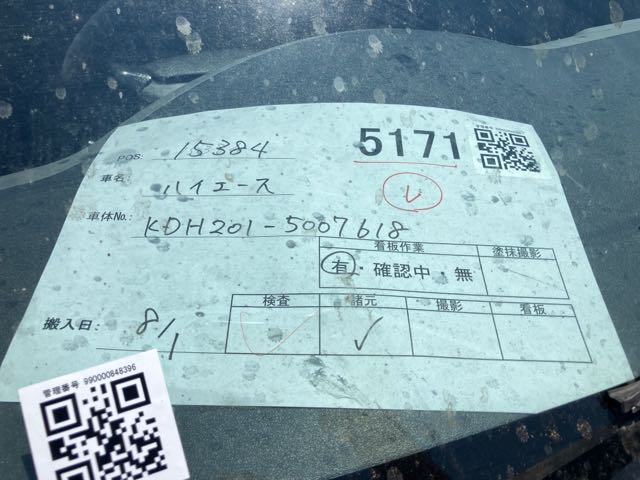 POS: 15384
5171
車名: ハイエース
レ
車体No.: KDH201-5007618
看板作業 塗抹撮影
有・確認中・無
搬入日: 8/1
検査 諸元 撮影 看板
管理番号 990000848396